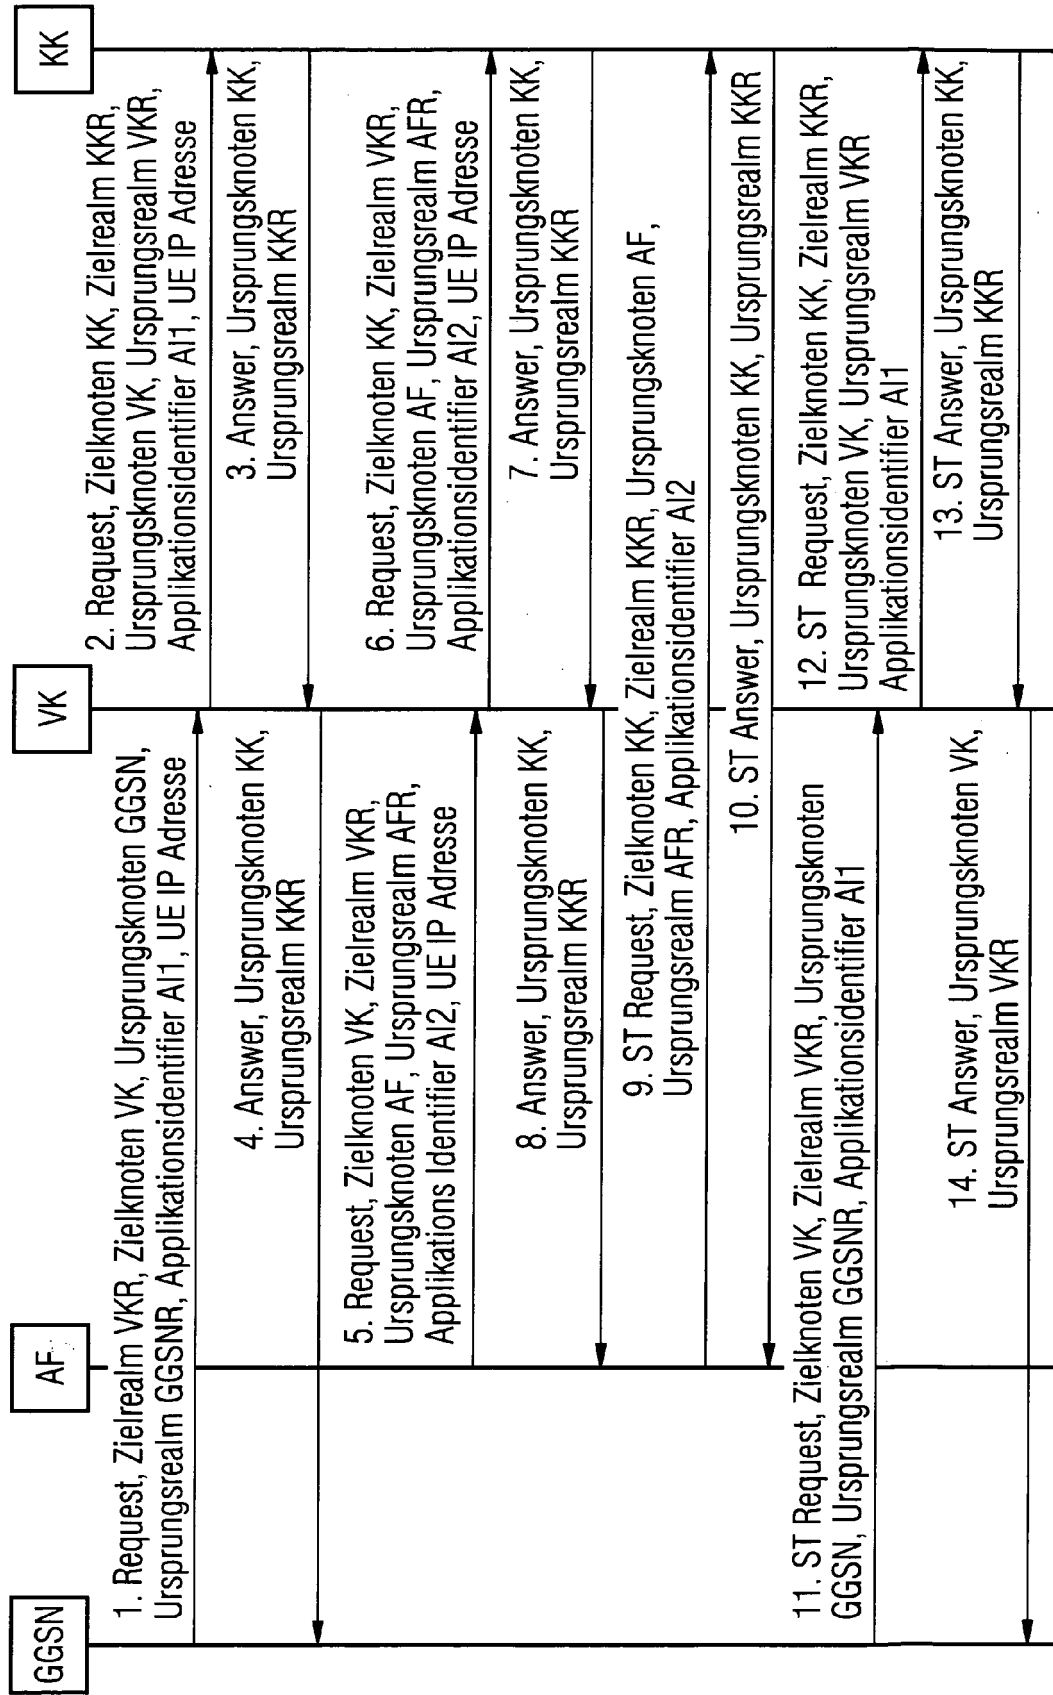 GGSN
AF
VK
KK
1. Request, Zielrealm VKR, Zielknoten VK, Ursprungsknoten GGSN,
Ursprungsrealm GGSNR, Applikationsidentifier AI1, UE IP Adresse
2. Request, Zielknoten KK, Zielrealm KKR,
Ursprungsknoten VK, Ursprungsrealm VKR,
Applikationsidentifier AI1, UE IP Adresse
3. Answer, Ursprungsknoten KK,
Ursprungsrealm KKR
4. Answer, Ursprungsknoten KK,
Ursprungsrealm KKR
5. Request, Zielknoten VK, Zielrealm VKR,
Ursprungsknoten AF, Ursprungsrealm AFR,
Applikations Identifier AI2, UE IP Adresse
6. Request, Zielknoten KK, Zielrealm VKR,
Ursprungsknoten AF, Ursprungsrealm AFR,
Applikationsidentifier AI2, UE IP Adresse
7. Answer, Ursprungsknoten KK,
Ursprungsrealm KKR
8. Answer, Ursprungsknoten KK,
Ursprungsrealm KKR
9. ST Request, Zielknoten KK, Zielrealm KKR, Ursprungsknoten AF,
Ursprungsrealm AFR, Applikationsidentifier AI2
10. ST Answer, Ursprungsknoten KK, Ursprungsrealm KKR
11. ST Request, Zielknoten VK, Zielrealm VKR, Ursprungsknoten
GGSN, Ursprungsrealm GGSNR, Applikationsidentifier AI1
12. ST Request, Zielknoten KK, Zielrealm KKR,
Ursprungsknoten VK, Ursprungsrealm VKR
Applikationsidentifier AI1
13. ST Answer, Ursprungsknoten KK,
Ursprungsrealm KKR
14. ST Answer, Ursprungsknoten VK,
Ursprungsrealm VKR